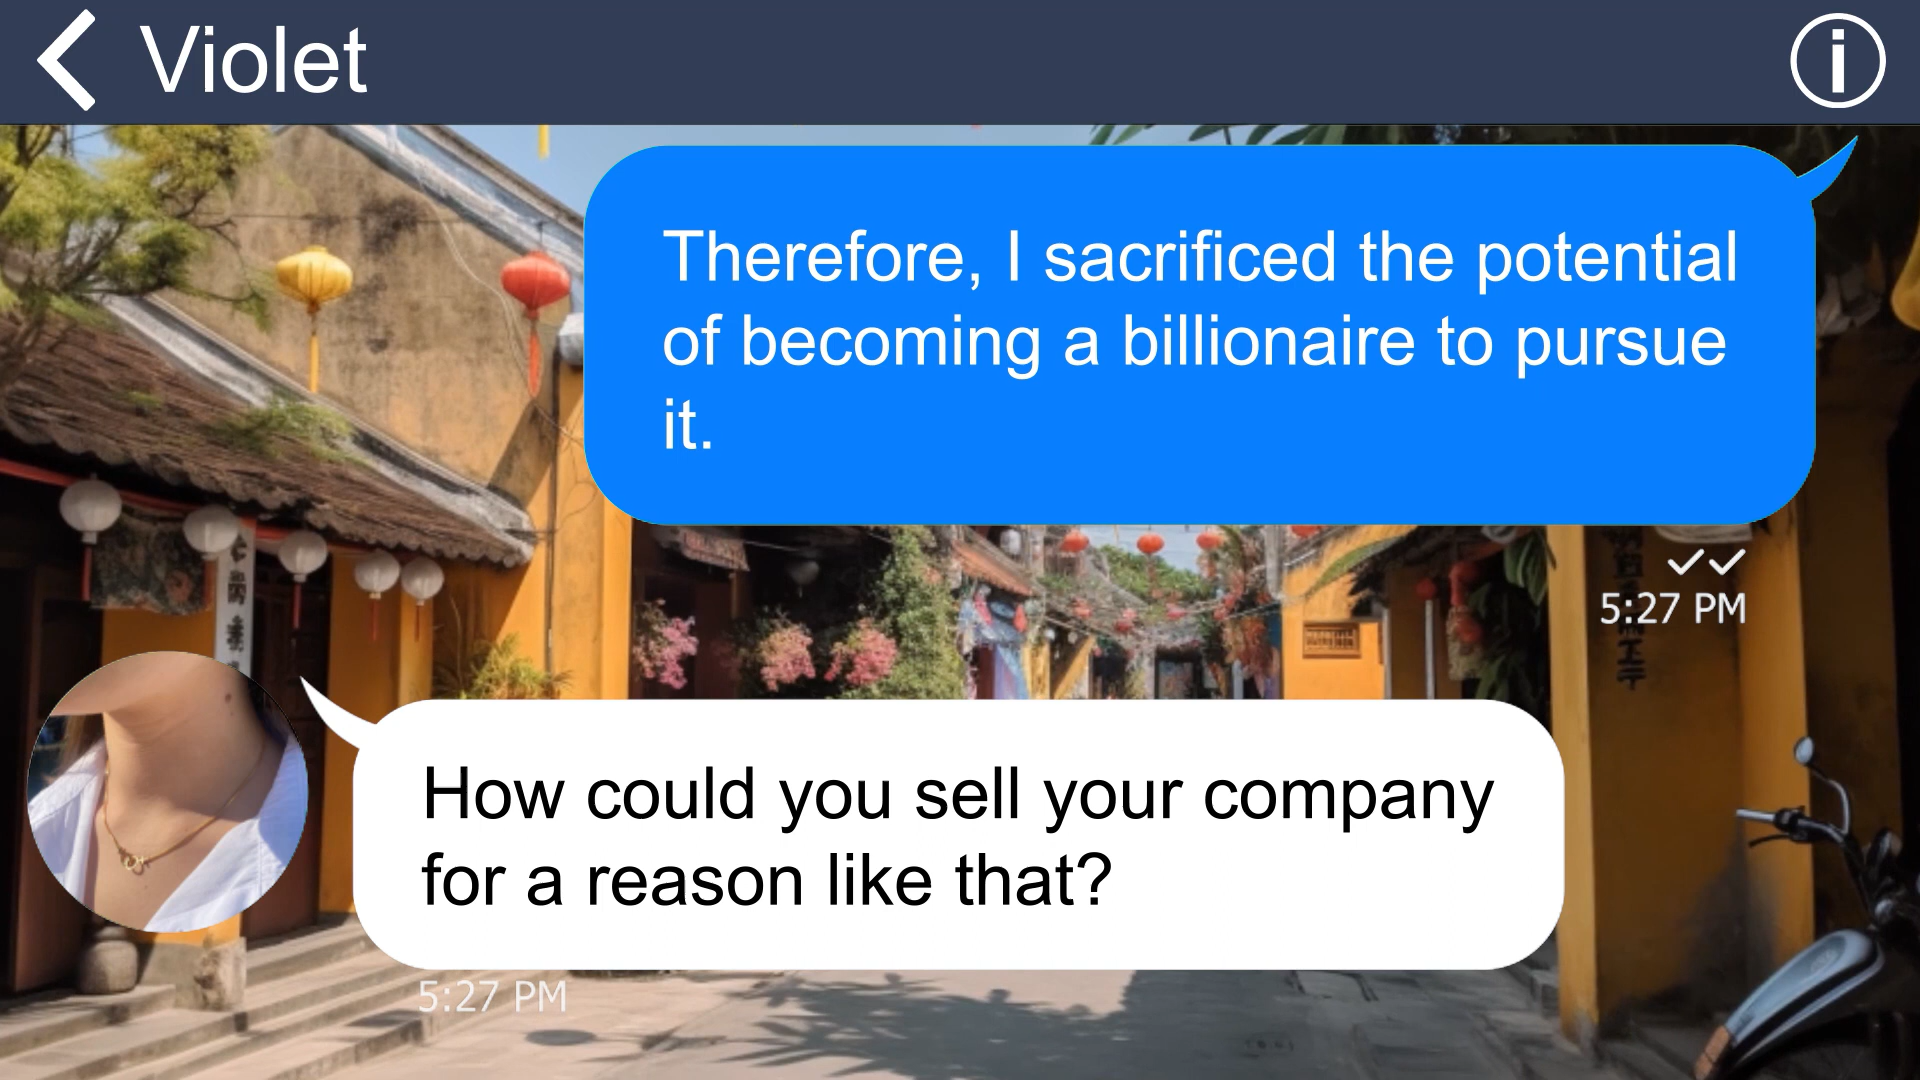 Violet
Therefore, I sacrificed the potential
of becoming a billionaire to pursue
it.
5:27 PM
How could you sell your company
for a reason like that?
5:27 PM